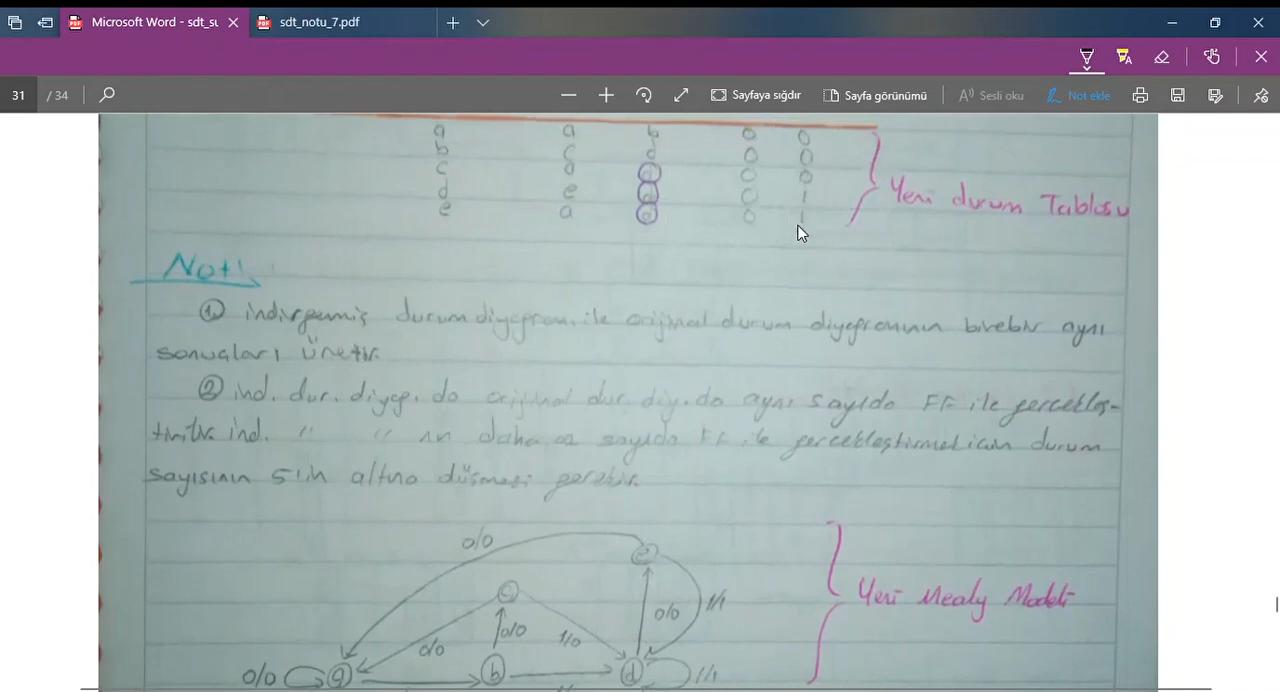 Microsoft Word - sdt_su
sdt_notu_7.pdf
31 / 34
Sayfaya sığdır
Sayfa görünümü
Sesli oku
Not ekle
a a b 0 0
b c d 0 0
c a d 0 0
d e d 0 1
e a d 0 1
Yeni durum Tablosu
Not:
① indirgenmiş durum diyagramı ile orijinal durum diyagramının birebir aynı
sonuçları üretir.
② ind. dur. diyag. da orijinal dur. diy. da aynı sayıda FF ile gerçekleş-
tirilir. ind. " " ın daha az sayıda FF ile gerçekleştirmek için durum
sayısının 5'in altına düşmesi gerekir.
0/0
e
c
0/0
0/0
1/0
0/0
1/1
Yeni Mealy Modeli
0/0
a
b
d
1/1